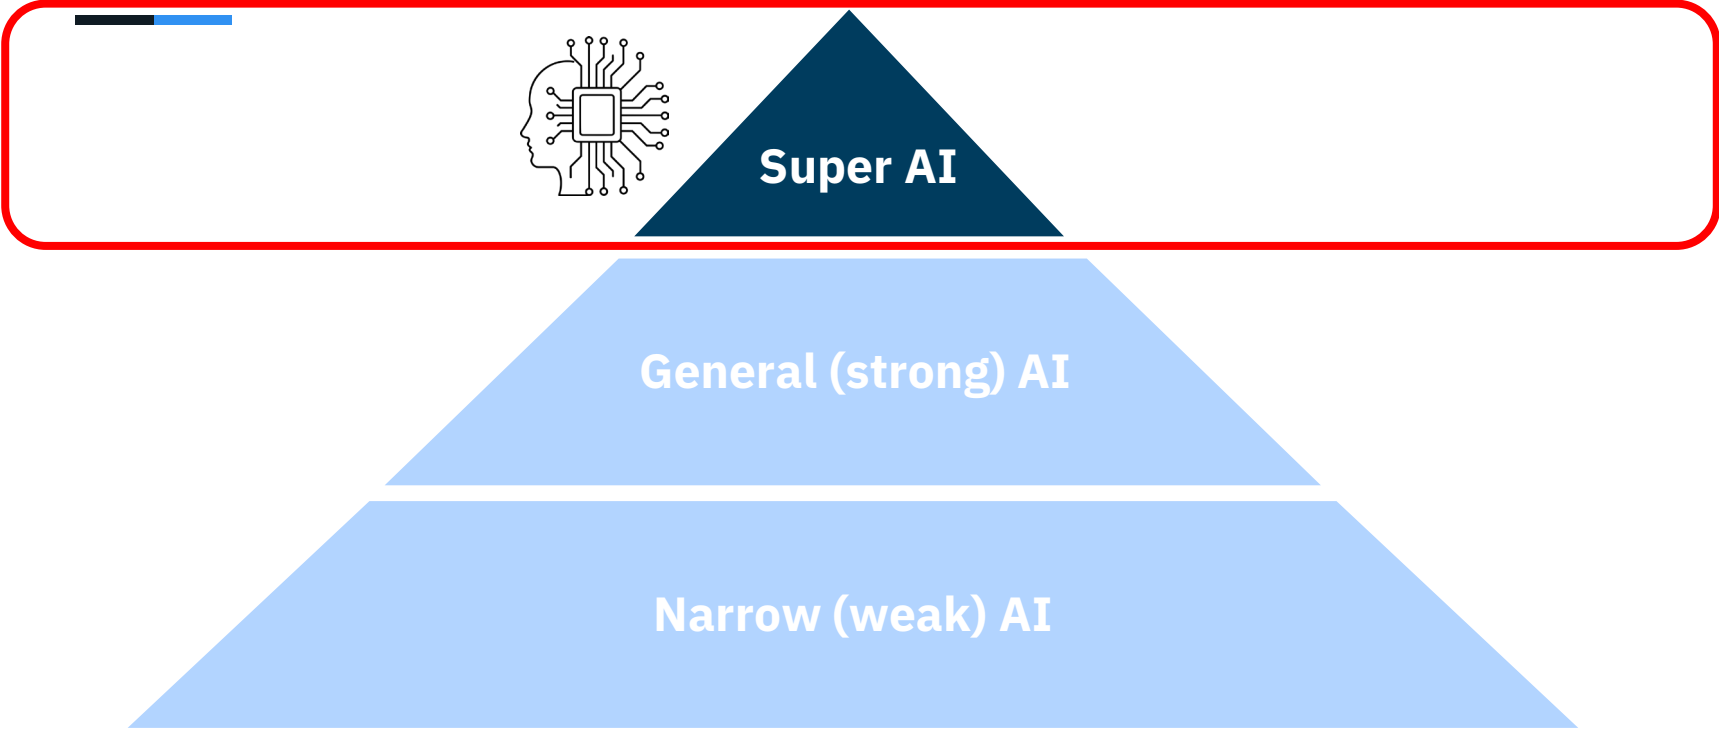 Super AI
General (strong) AI
Narrow (weak) AI